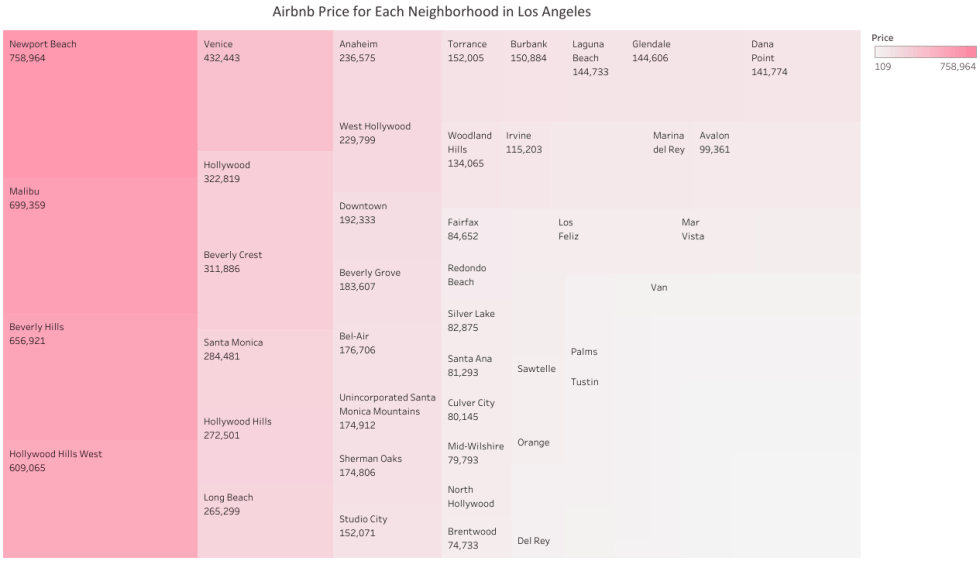 Airbnb Price for Each Neighborhood in Los Angeles
Newport Beach
758,964
Malibu
699,359
Beverly Hills
656,921
Hollywood Hills West
609,065
Venice
432,443
Hollywood
322,819
Beverly Crest
311,886
Santa Monica
284,481
Hollywood Hills
272,501
Long Beach
265,299
Anaheim
236,575
West Hollywood
229,799
Downtown
192,333
Beverly Grove
183,607
Bel-Air
176,706
Unincorporated Santa
Monica Mountains
174,912
Sherman Oaks
174,806
Studio City
152,071
Torrance
152,005
Burbank
150,884
Laguna
Beach
144,733
Glendale
144,606
Dana
Point
141,774
Woodland
Hills
134,065
Irvine
115,203
Marina
del Rey
Avalon
99,361
Fairfax
84,652
Redondo
Beach
Silver Lake
82,875
Santa Ana
81,293
Culver City
80,145
Mid-Wilshire
79,793
North
Hollywood
Brentwood
74,733
Los
Feliz
Mar
Vista
Sawtelle
Orange
Del Rey
Palms
Tustin
Van
Price
109
758,964